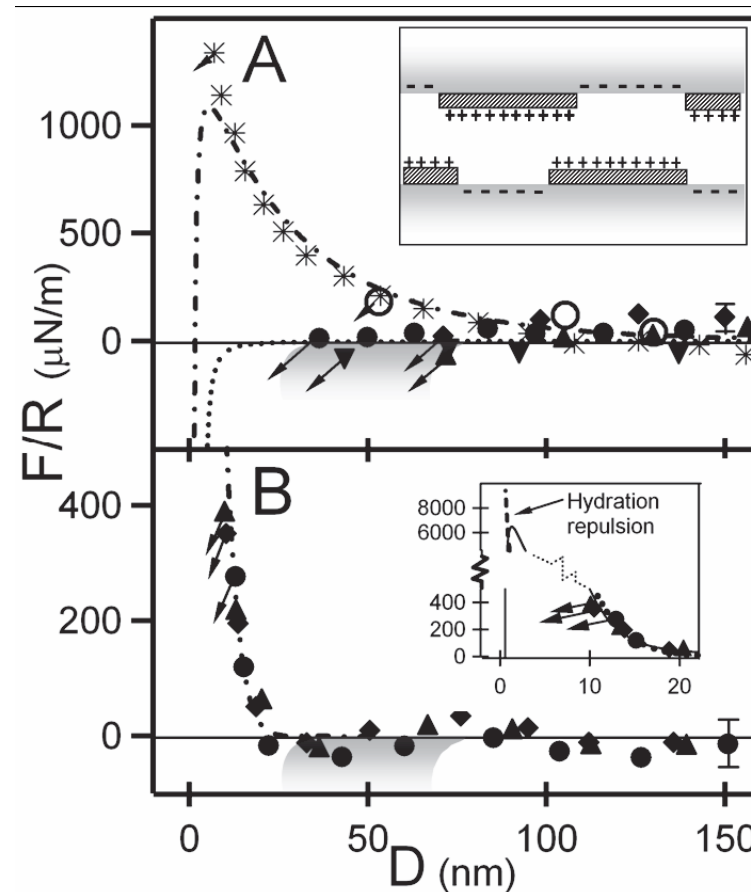 A
- - - - - - - -
++++++++++ ++++
++++ +++++++++
- - - - - - - - -
1000
500
0
F/R (μN/m)
B
400
200
0
Hydration
repulsion
8000
6000
400
200
0
0 10 20
0 50 100 150
D (nm)